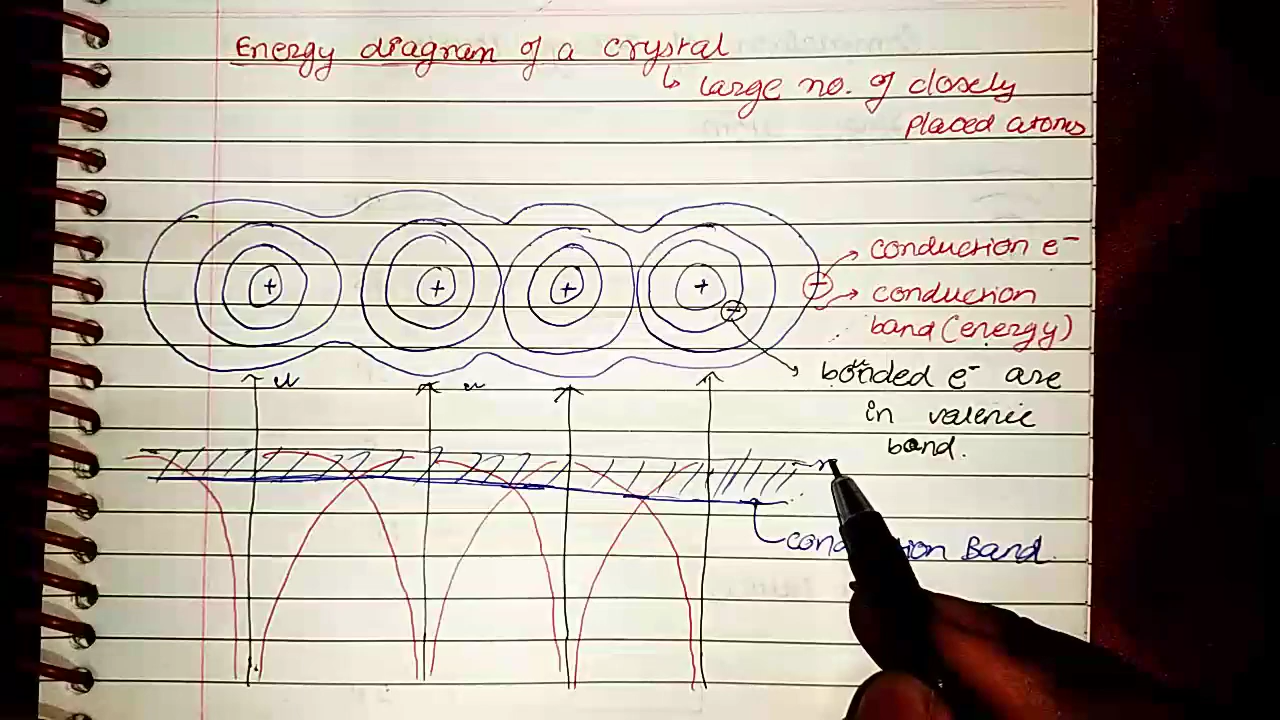 Energy diagram of a crystal
↳ large no. of closely
placed atoms
+ + + +
conduction e⁻
conduction
band (energy)
bonded e⁻ are
in valence
band.
u u
Band.